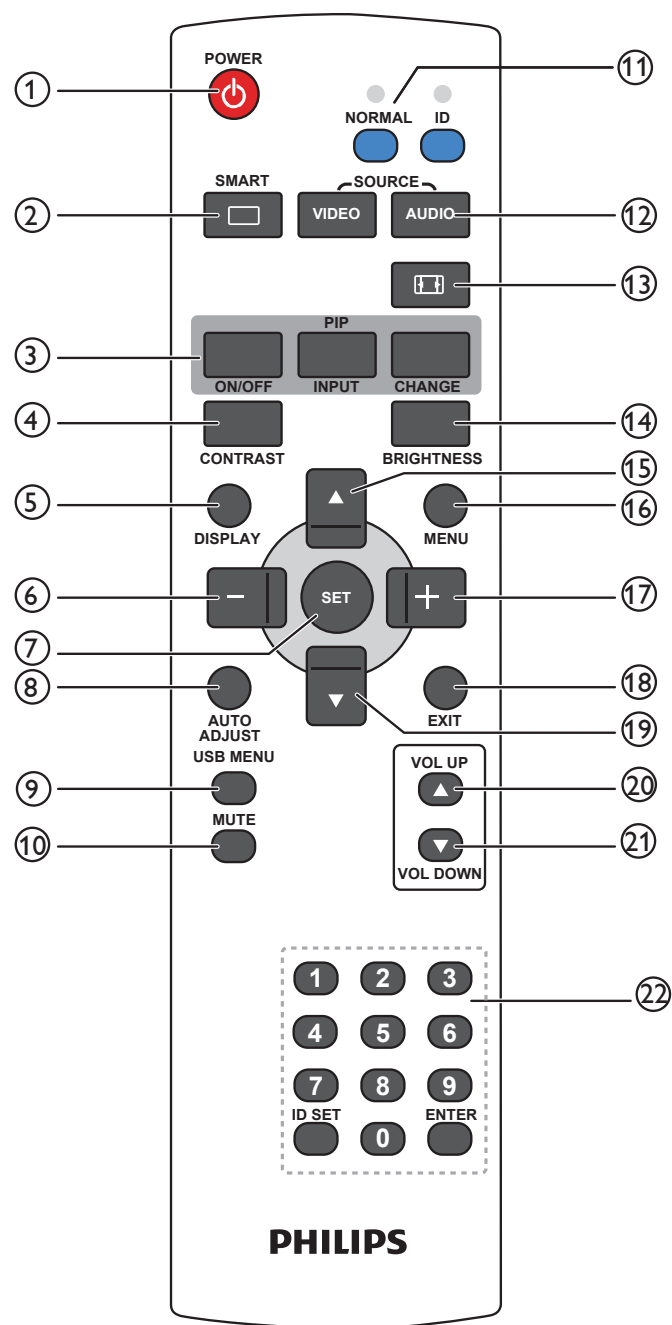 POWER
① ⑪
NORMAL ID
SMART SOURCE
② VIDEO AUDIO ⑫
⑬
PIP
③
ON/OFF INPUT CHANGE
④ ⑭
CONTRAST BRIGHTNESS
⑮
⑤ ⑯
DISPLAY MENU
⑥ − SET + ⑰
⑦
⑧ ⑱
AUTO EXIT ⑲
ADJUST
USB MENU VOL UP
⑨ ⑳
MUTE
⑩ ㉑
VOL DOWN
1 2 3 ㉒
4 5 6
7 8 9
ID SET ENTER
0
PHILIPS